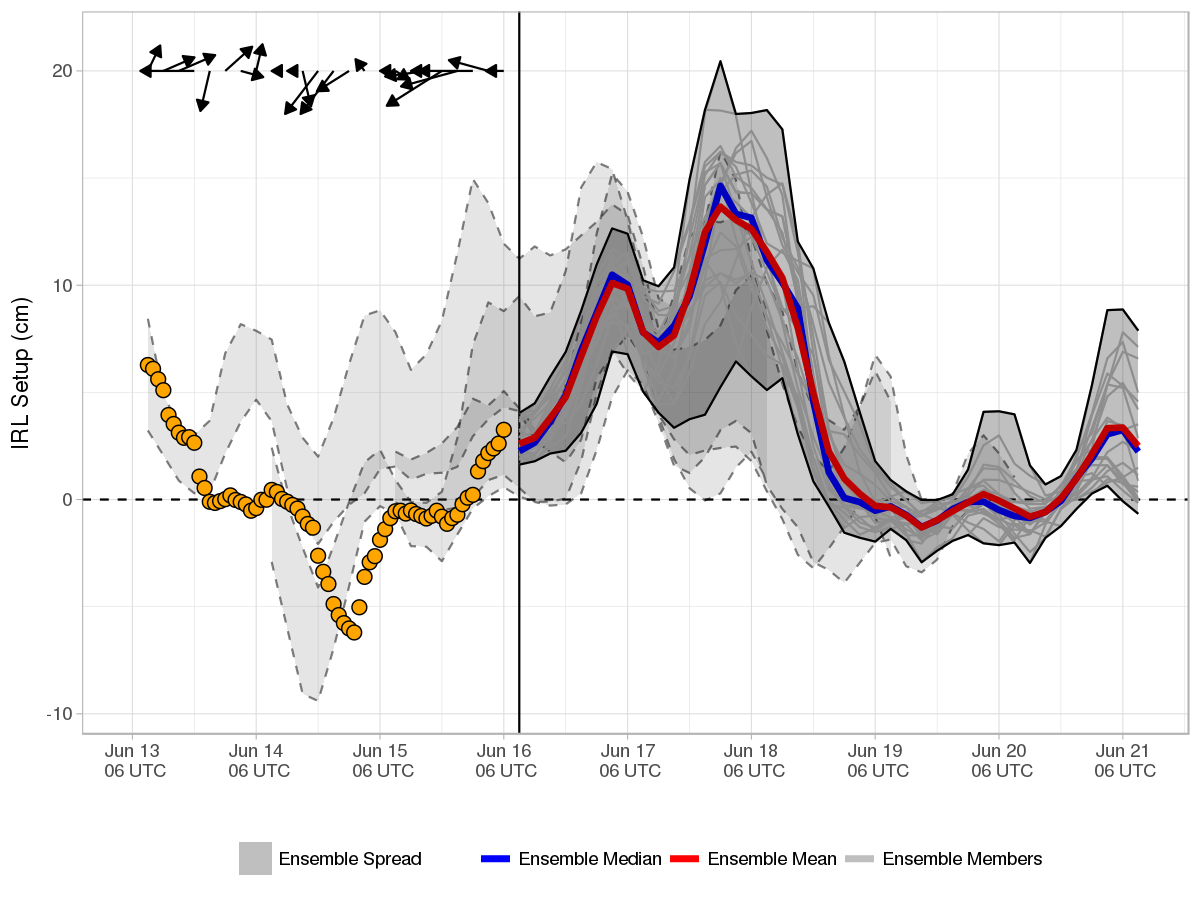 IRL Setup (cm)
20
10
0
-10
Jun 13 Jun 14 Jun 15 Jun 16 Jun 17 Jun 18 Jun 19 Jun 20 Jun 21
06 UTC 06 UTC 06 UTC 06 UTC 06 UTC 06 UTC 06 UTC 06 UTC 06 UTC
Ensemble Spread Ensemble Median Ensemble Mean Ensemble Members